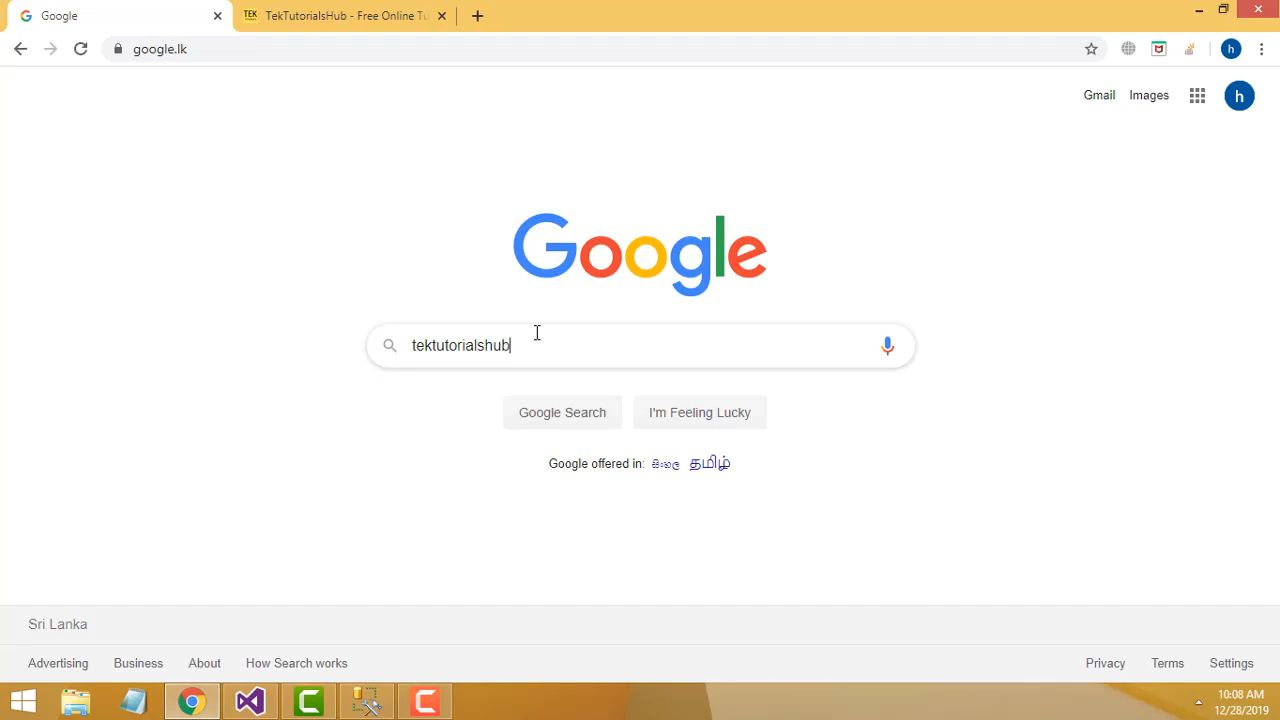 Google
TEK TekTutorialsHub - Free Online Tu
google.lk
h
Gmail Images h
Google
tektutorialshub
Google Search I'm Feeling Lucky
Google offered in: සිංහල தமிழ்
Sri Lanka
Advertising Business About How Search works Privacy Terms Settings
10:08 AM
12/28/2019